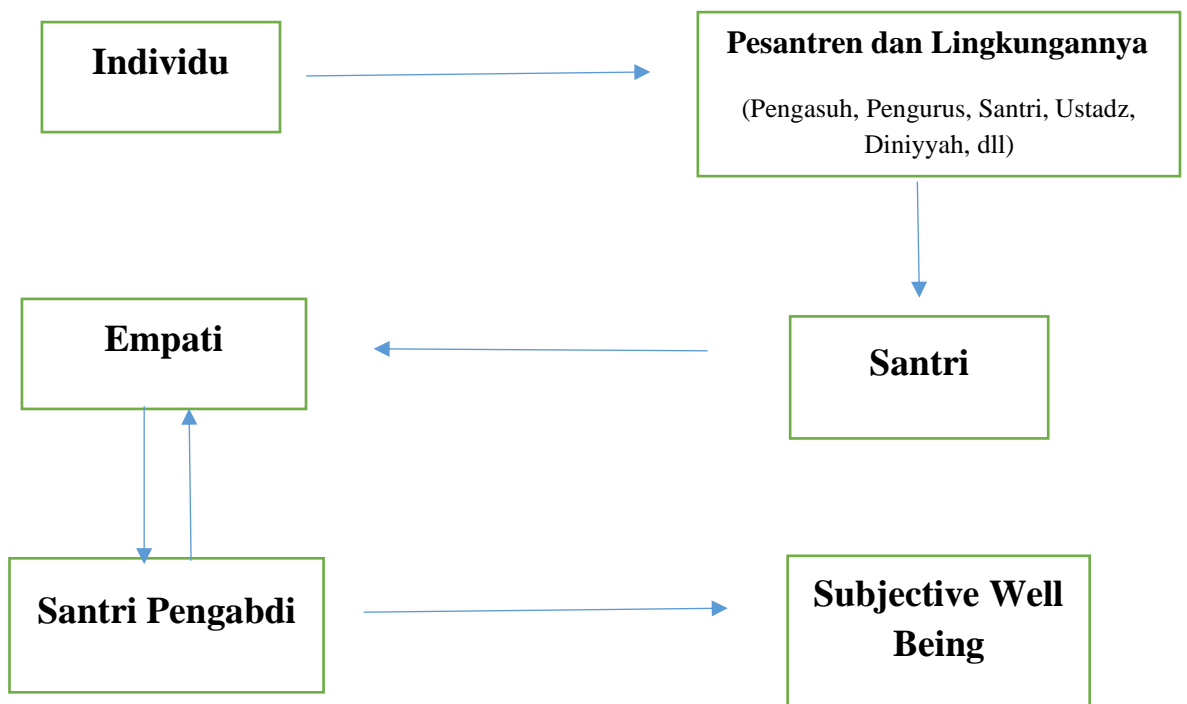 Individu
Pesantren dan Lingkungannya
(Pengasuh, Pengurus, Santri, Ustadz,
Diniyyah, dll)
Empati
Santri
Santri Pengabdi
Subjective Well
Being